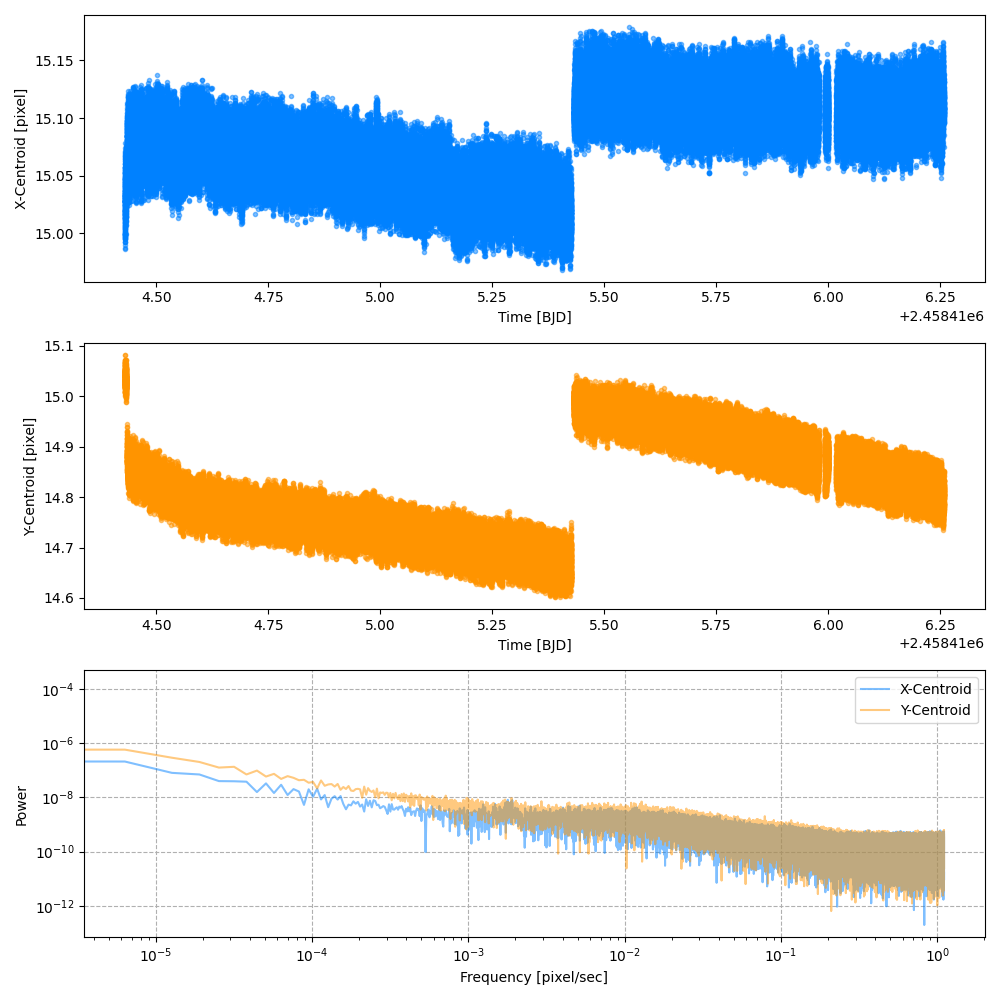 15.15
15.10
15.05
15.00
X-Centroid [pixel]
4.50 4.75 5.00 5.25 5.50 5.75 6.00 6.25
Time [BJD]
+2.45841e6
15.1
15.0
14.9
14.8
14.7
14.6
Y-Centroid [pixel]
4.50 4.75 5.00 5.25 5.50 5.75 6.00 6.25
Time [BJD]
+2.45841e6
X-Centroid
Y-Centroid
10⁻⁴
10⁻⁶
10⁻⁸
10⁻¹⁰
10⁻¹²
Power
10⁻⁵ 10⁻⁴ 10⁻³ 10⁻² 10⁻¹ 10⁰
Frequency [pixel/sec]